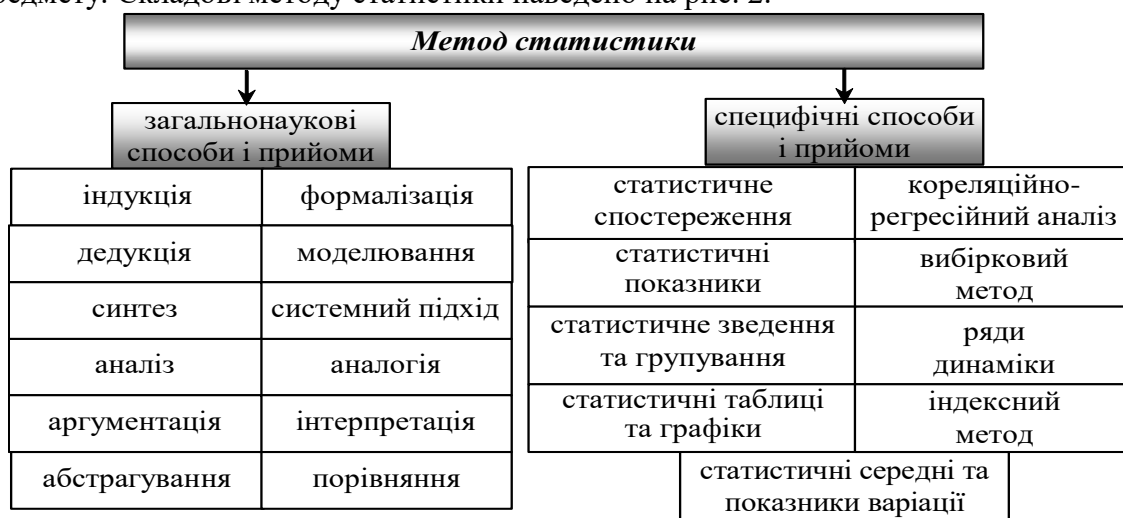 предмету. Складові методу статистики наведено на рис. 2.
Метод статистики
загальнонаукові
способи і прийоми
індукція формалізація
дедукція моделювання
синтез системний підхід
аналіз аналогія
аргументація інтерпретація
абстрагування порівняння
специфічні способи
і прийоми
статистичне
спостереження
кореляційно-
регресійний аналіз
статистичні
показники
вибірковий
метод
статистичне зведення
та групування
ряди
динаміки
статистичні таблиці
та графіки
індексний
метод
статистичні середні та
показники варіації